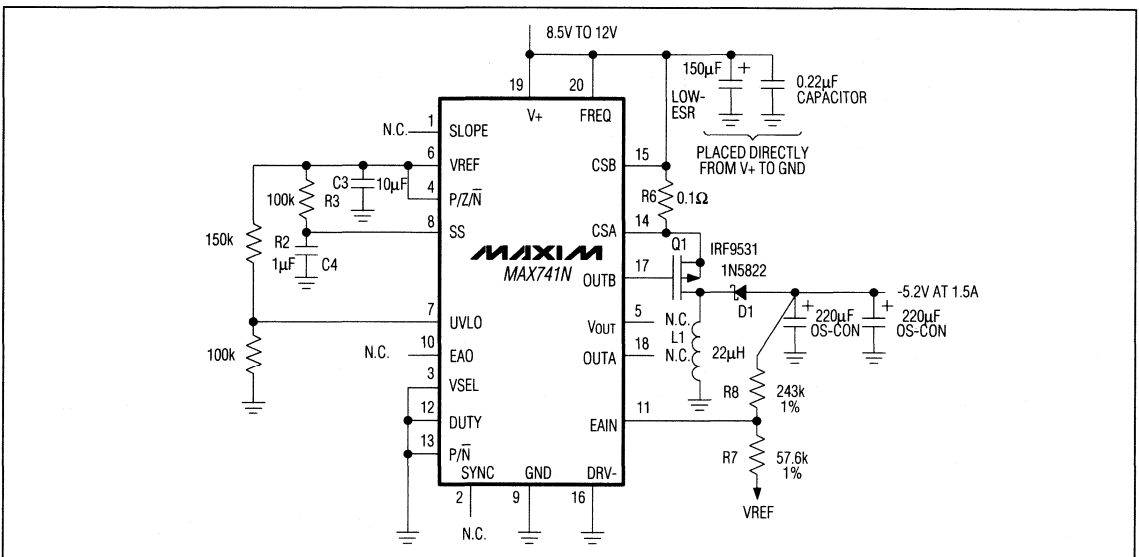 8.5V TO 12V
150µF +
0.22µF
CAPACITOR
LOW-
ESR
PLACED DIRECTLY
FROM V+ TO GND
19
20
V+
FREQ
N.C.
1
SLOPE
6
VREF
4
P/Z/N̅
8
SS
100k
R3
C3
10µF
150k
R2
1µF
C4
CSB
15
R6
0.1Ω
CSA
14
MAXIM
MAX741N
Q1
IRF9531
1N5822
OUTB
17
D1
-5.2V AT 1.5A
+
220µF
OS-CON
+
220µF
OS-CON
7
UVLO
VOUT
5
N.C.
L1
22µH
100k
N.C.
10
EAO
OUTA
18
N.C.
3
VSEL
R8
243k
1%
12
DUTY
EAIN
11
13
P/N̅
R7
57.6k
1%
SYNC
GND
DRV-
2
9
16
VREF
N.C.